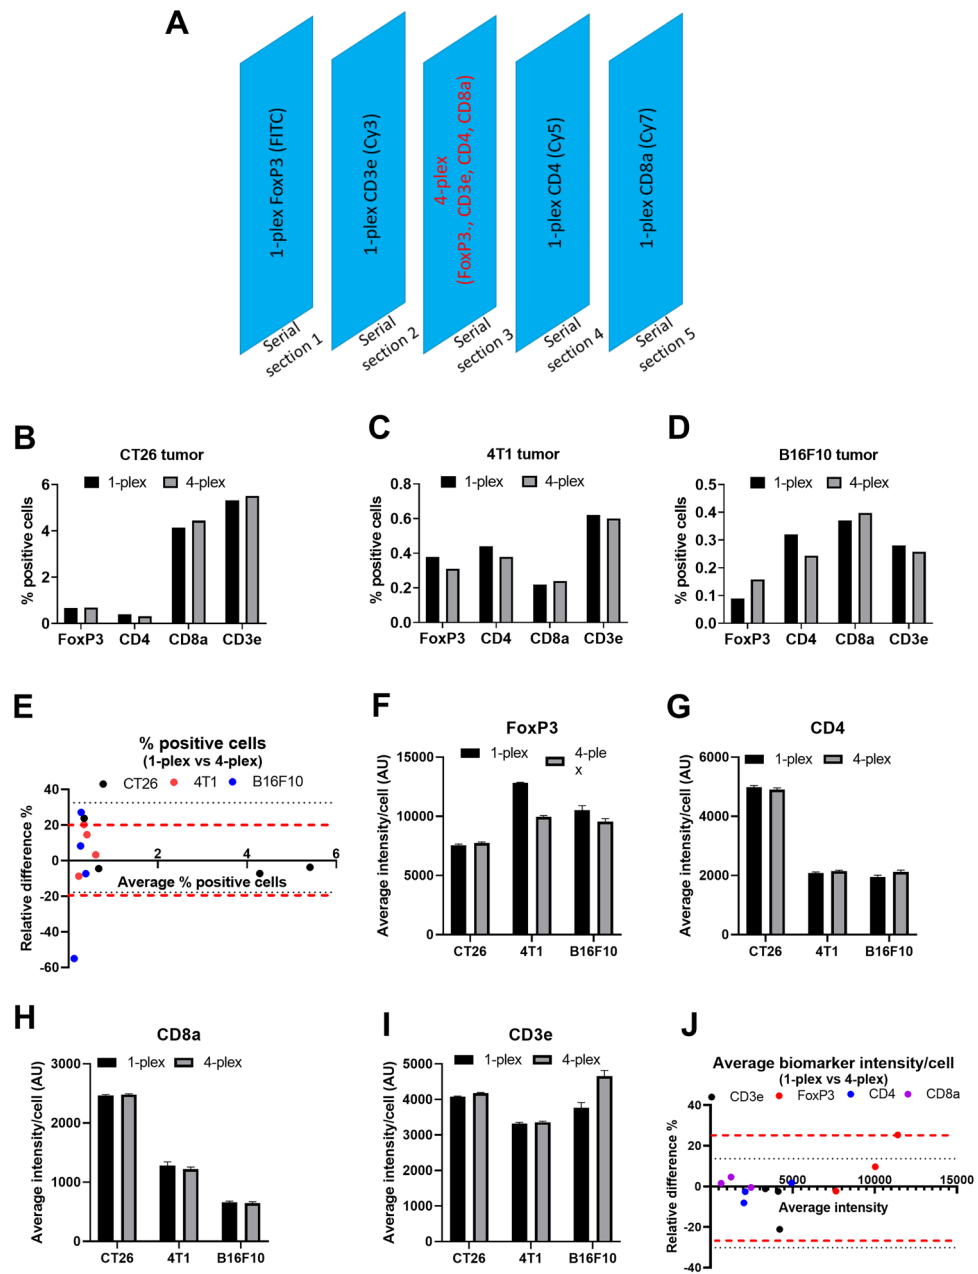 A
1-plex FoxP3 (FITC)
1-plex CD3e (Cy3)
4-plex
(FoxP3., CD3e, CD4, CD8a)
1-plex CD4 (Cy5)
1-plex CD8a (Cy7)
Serial
section 1
Serial
section 2
Serial
section 3
Serial
section 4
Serial
section 5
B
CT26 tumor
1-plex
4-plex
% positive cells
6
4
2
0
FoxP3
CD4
CD8a
CD3e
C
4T1 tumor
1-plex
4-plex
% positive cells
0.8
0.6
0.4
0.2
0.0
FoxP3
CD4
CD8a
CD3e
D
B16F10 tumor
1-plex
4-plex
% positive cells
0.5
0.4
0.3
0.2
0.1
0.0
FoxP3
CD4
CD8a
CD3e
E
% positive cells
(1-plex vs 4-plex)
CT26
4T1
B16F10
Relative difference %
40
20
0
-20
-40
-60
2
4
6
Average % positive cells
F
FoxP3
1-plex
4-ple
x
Average intensity/cell (AU)
15000
10000
5000
0
CT26
4T1
B16F10
G
CD4
1-plex
4-plex
Average intensity/cell (AU)
6000
4000
2000
0
CT26
4T1
B16F10
H
CD8a
1-plex
4-plex
Average intensity/cell (AU)
3000
2000
1000
0
CT26
4T1
B16F10
I
CD3e
1-plex
4-plex
Average intensity/cell (AU)
5000
4000
3000
2000
1000
0
CT26
4T1
B16F10
J
Average biomarker intensity/cell
(1-plex vs 4-plex)
CD3e
FoxP3
CD4
CD8a
Relative difference %
40
20
0
-20
-40
5000
10000
15000
Average intensity